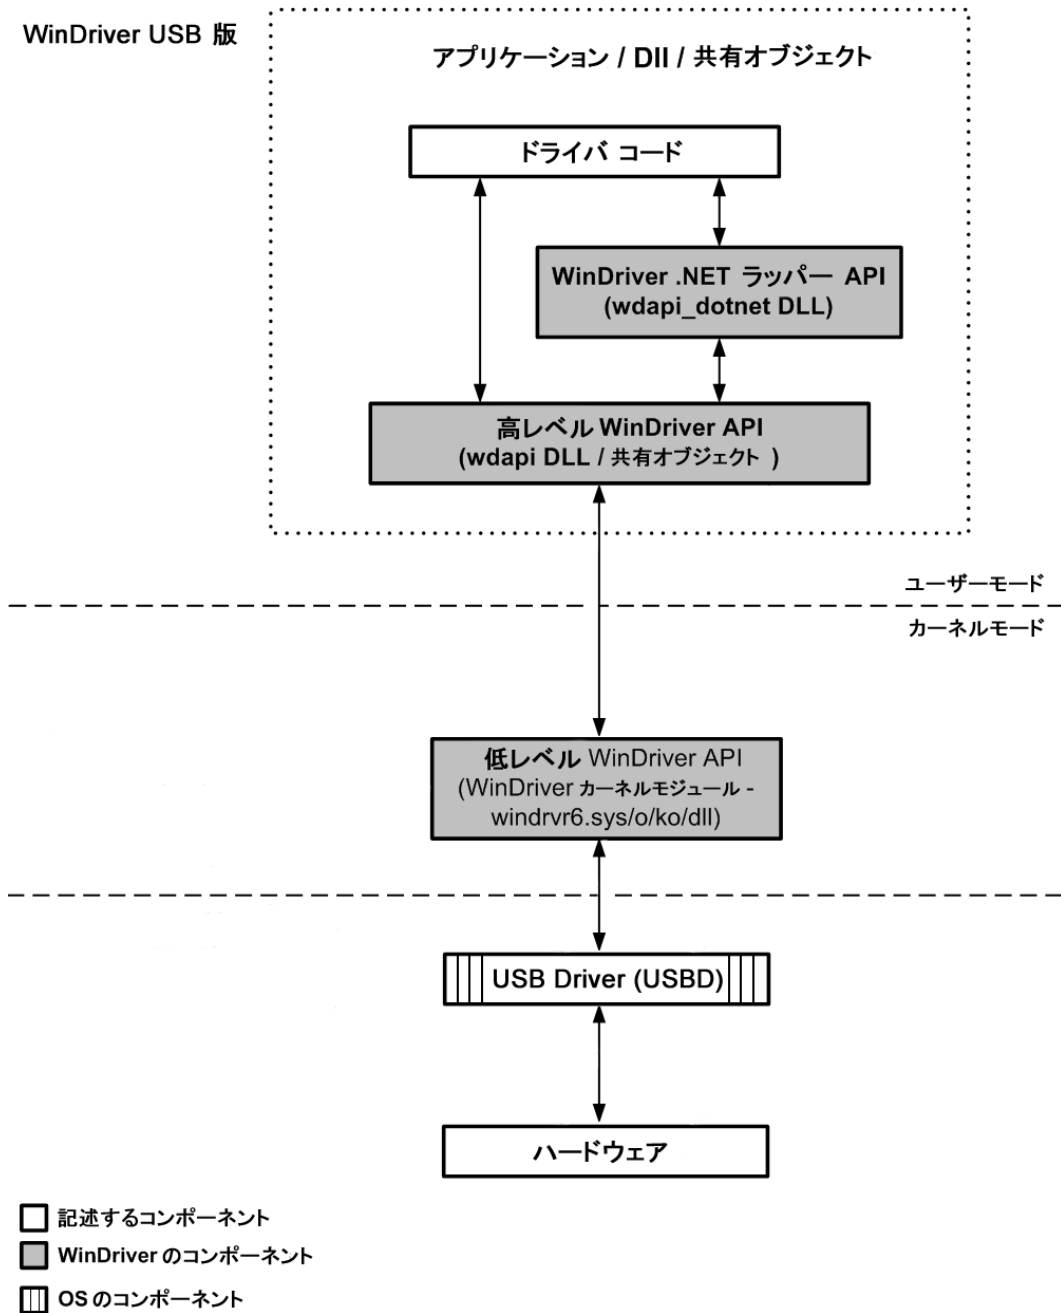 WinDriver USB 版
アプリケーション / Dll / 共有オブジェクト
ドライバ コード
WinDriver .NET ラッパー API
(wdapi_dotnet DLL)
高レベル WinDriver API
(wdapi DLL / 共有オブジェクト )
ユーザーモード
カーネルモード
低レベル WinDriver API
(WinDriver カーネルモジュール -
windrvr6.sys/o/ko/dll)
USB Driver (USBD)
ハードウェア
記述するコンポーネント
WinDriver のコンポーネント
OS のコンポーネント